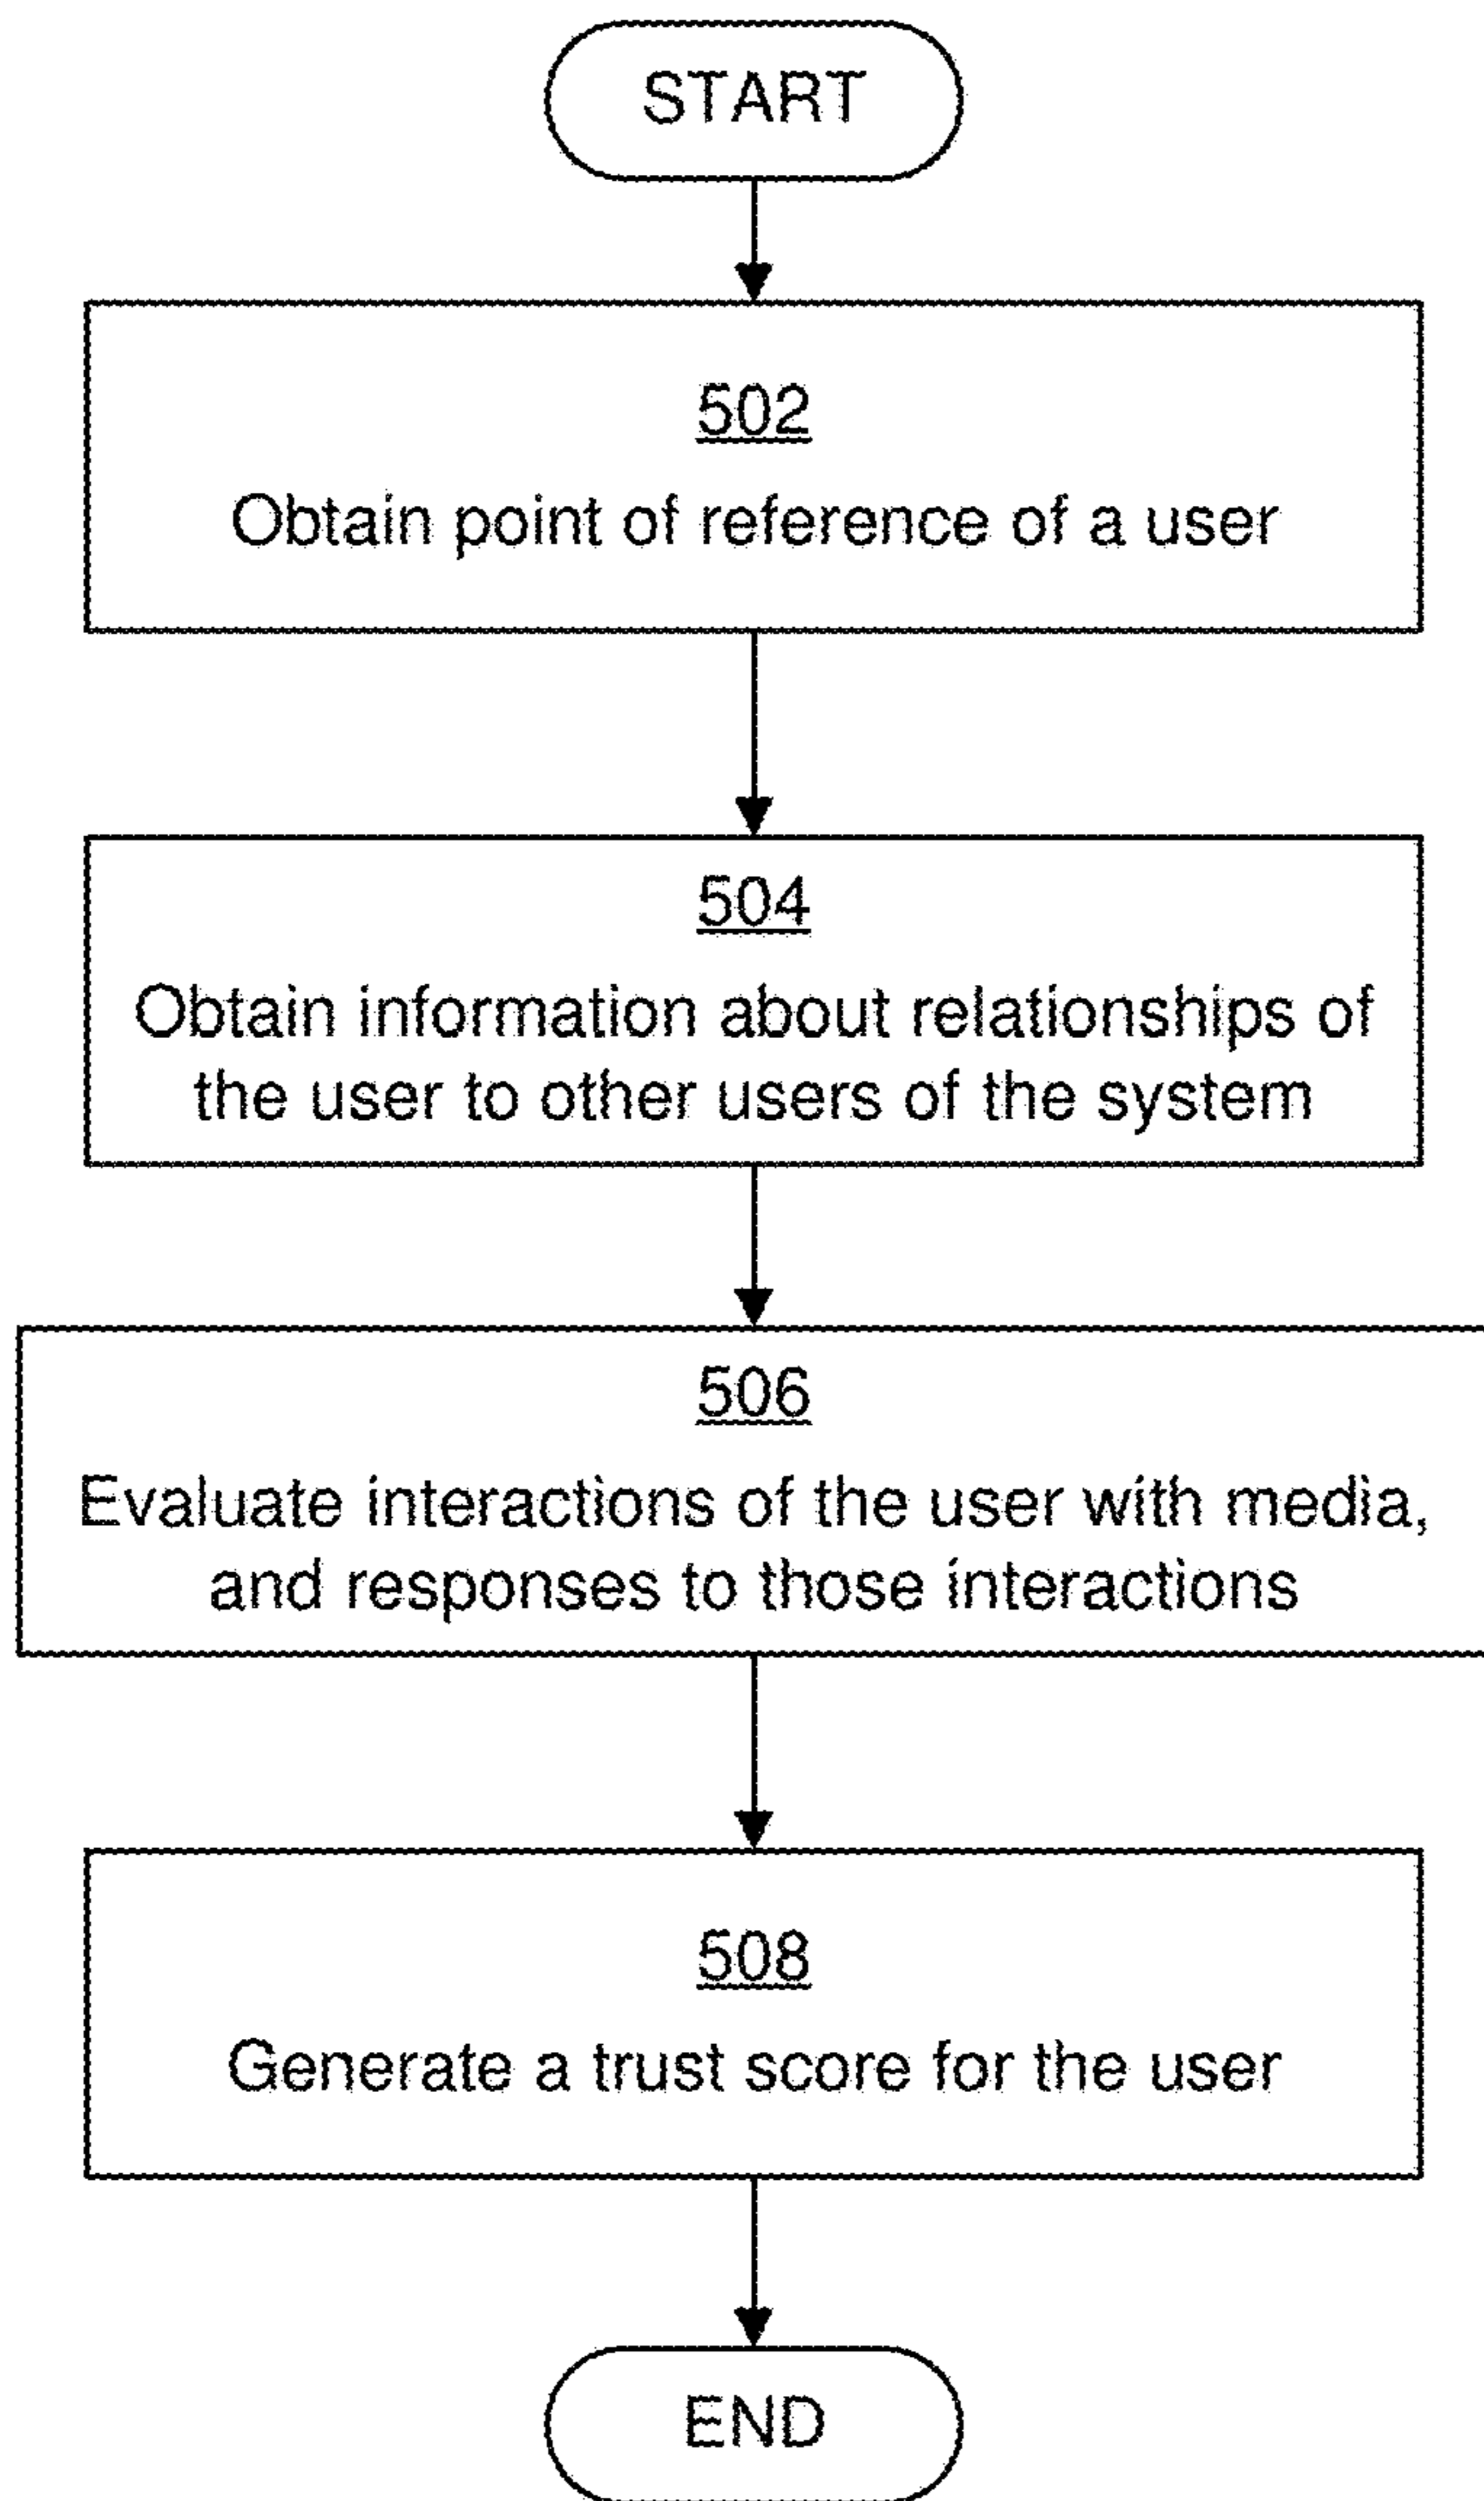 START
502
Obtain point of reference of a user
504
Obtain information about relationships of
the user to other users of the system
506
Evaluate interactions of the user with media,
and responses to those interactions
508
Generate a trust score for the user
END